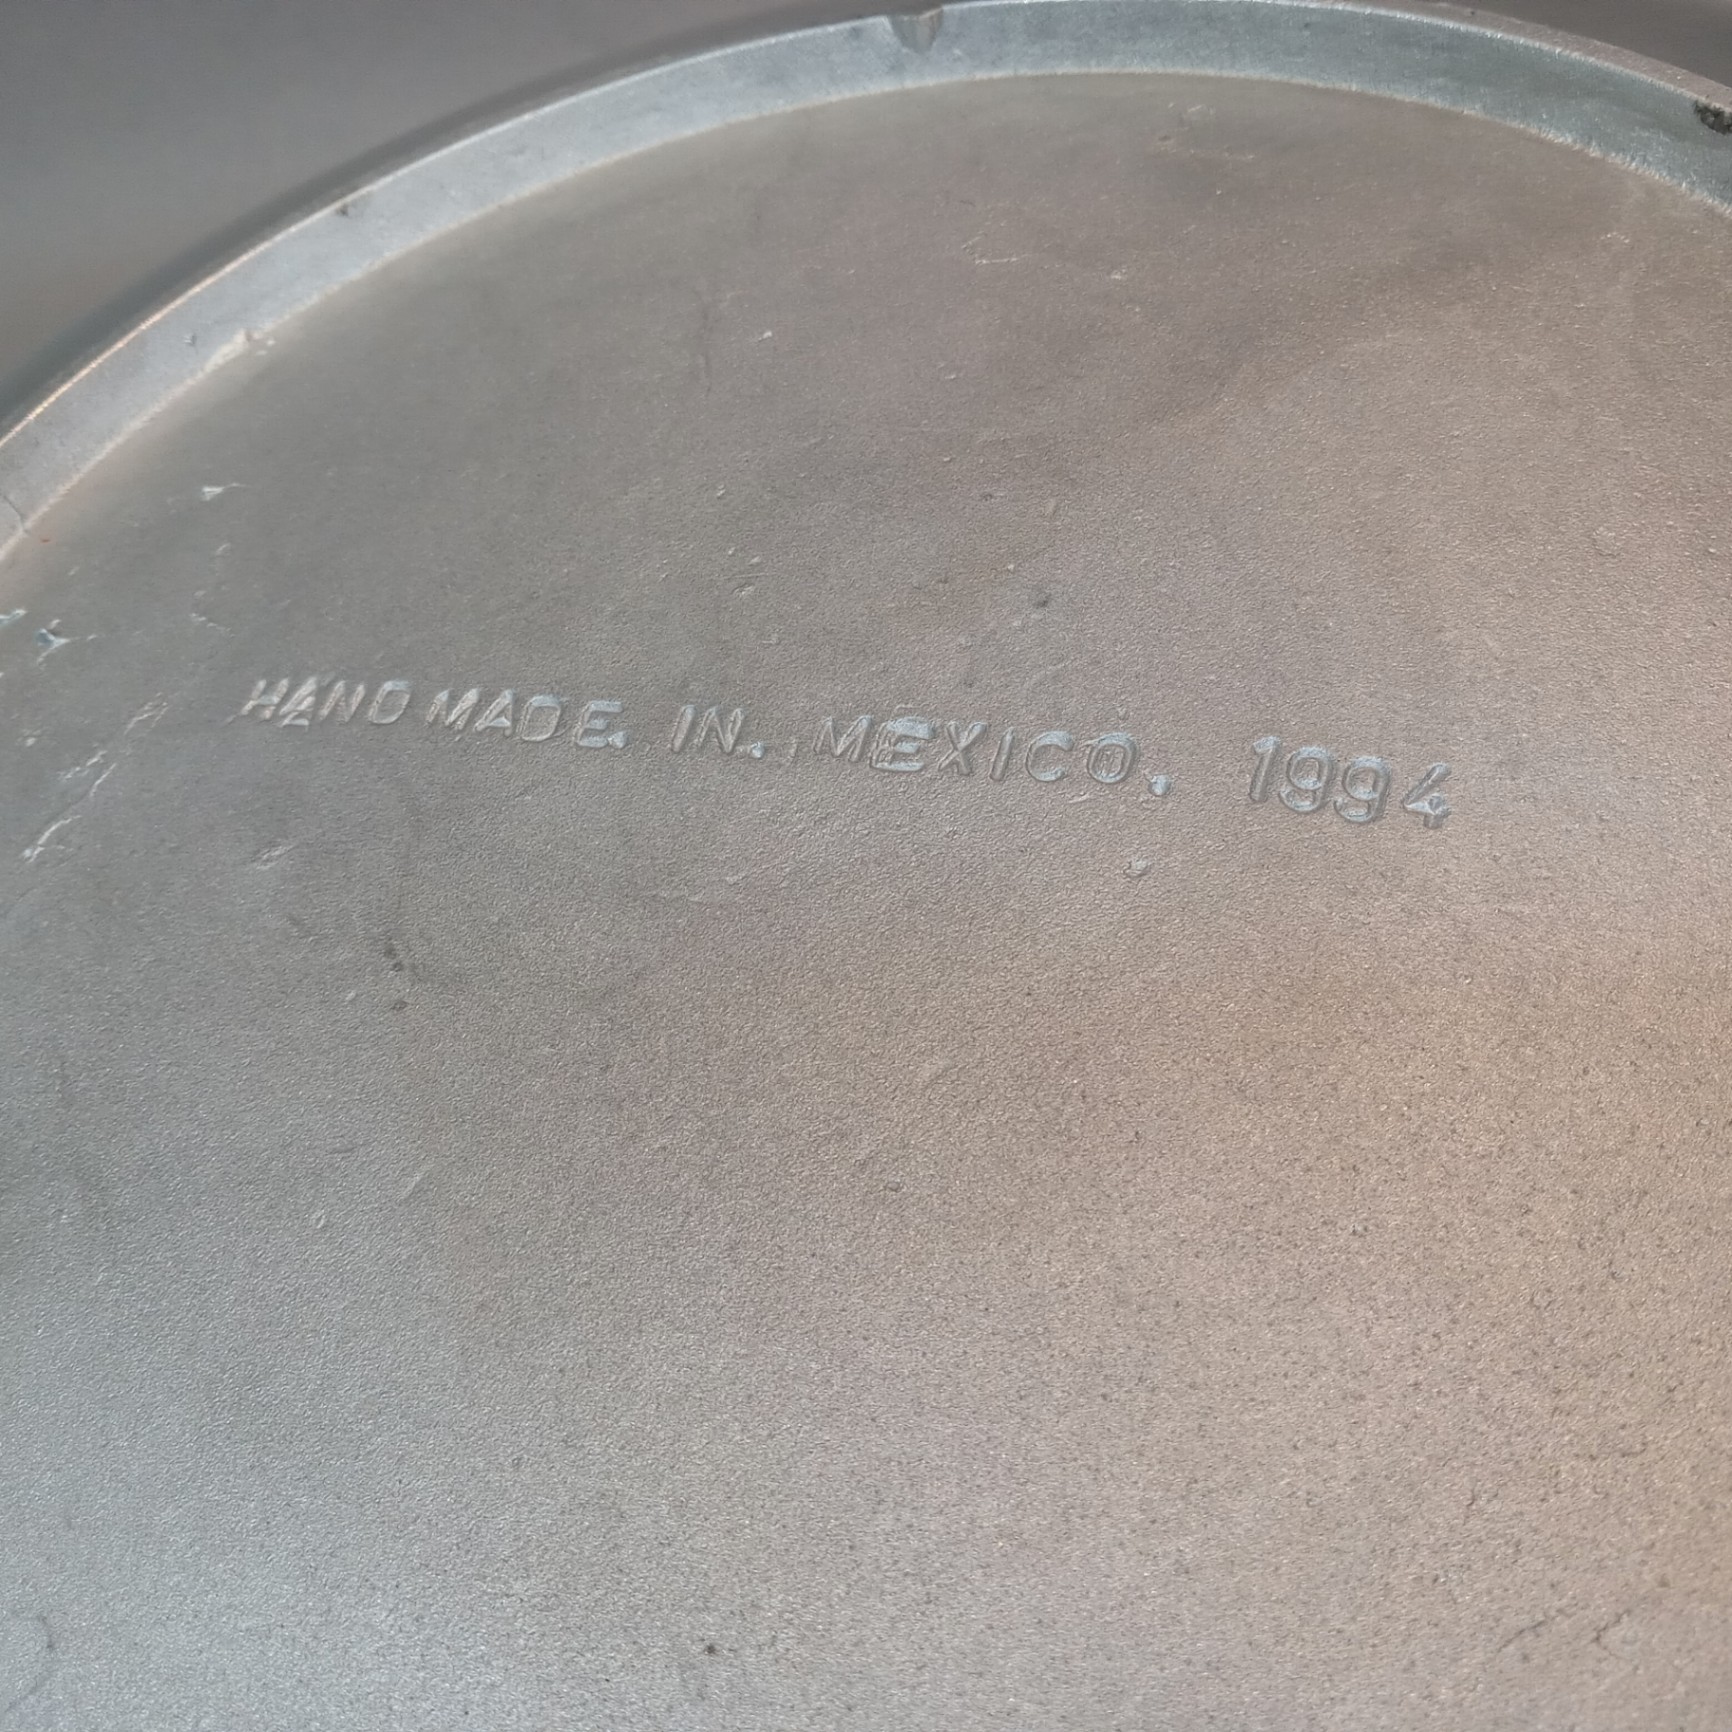 HAND MADE. IN. MEXICO. 1994